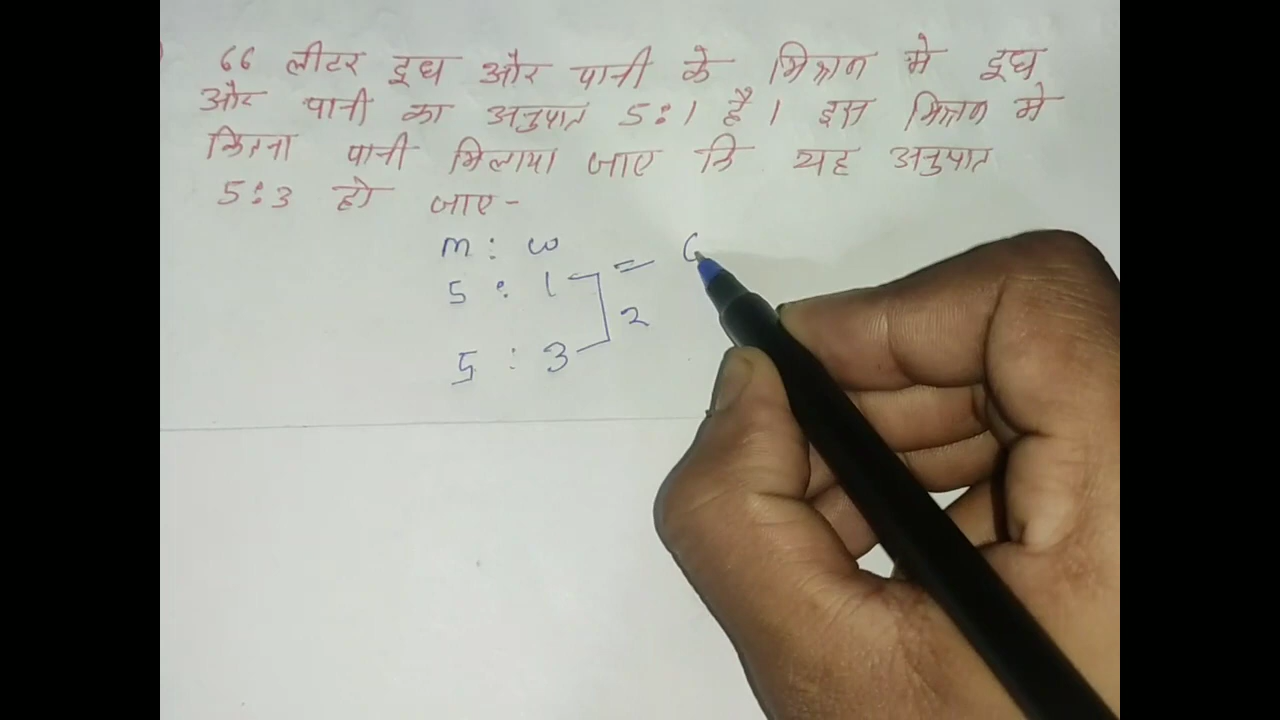 66 लीटर दूध और पानी के मिश्रण मे दूध
और पानी का अनुपात 5:1 है। इस मिश्रण मे
कितना पानी मिलाया जाए कि यह अनुपात
5:3 हो जाए-
m : w
5 : 1 = 6
2
5 : 3